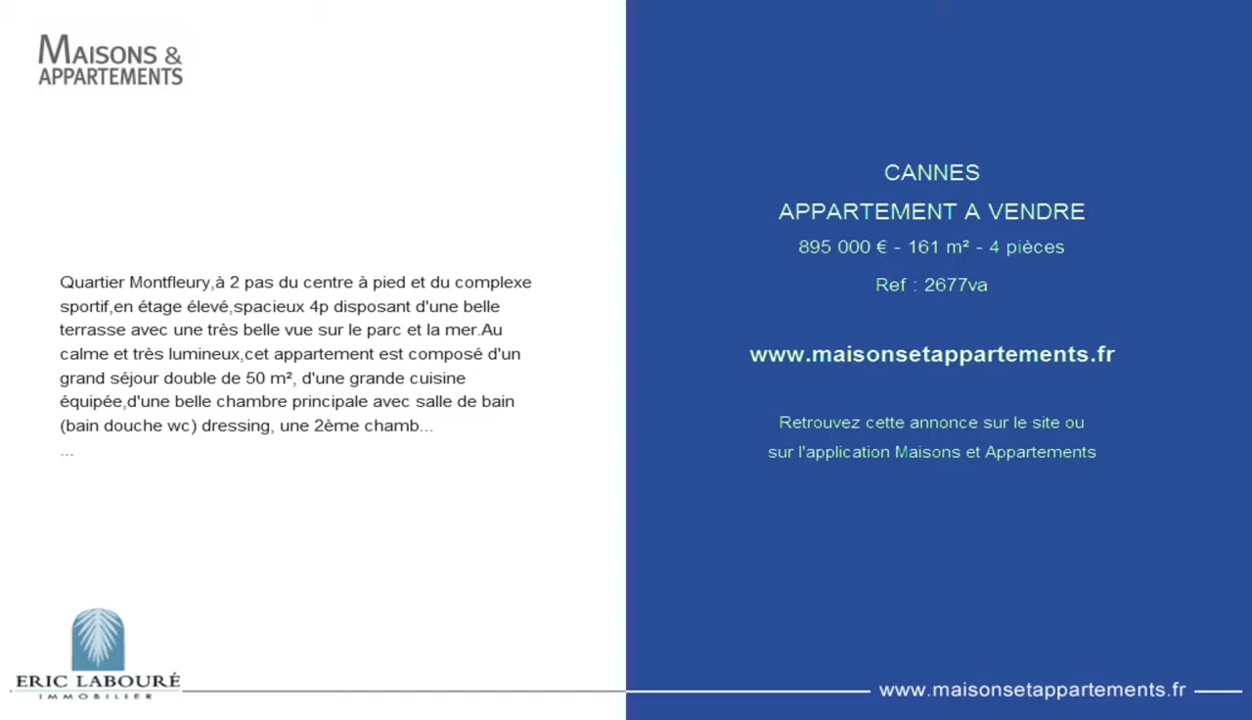 MAISONS &
APPARTEMENTS
Quartier Montfleury,à 2 pas du centre à pied et du complexe
sportif,en étage élevé,spacieux 4p disposant d'une belle
terrasse avec une très belle vue sur le parc et la mer.Au
calme et très lumineux,cet appartement est composé d'un
grand séjour double de 50 m², d'une grande cuisine
équipée,d'une belle chambre principale avec salle de bain
(bain douche wc) dressing, une 2ème chamb...
...
CANNES
APPARTEMENT A VENDRE
895 000 € - 161 m² - 4 pièces
Ref : 2677va
www.maisonsetappartements.fr
Retrouvez cette annonce sur le site ou
sur l'application Maisons et Appartements
ERIC LABOURÉ
IMMOBILIER
www.maisonsetappartements.fr